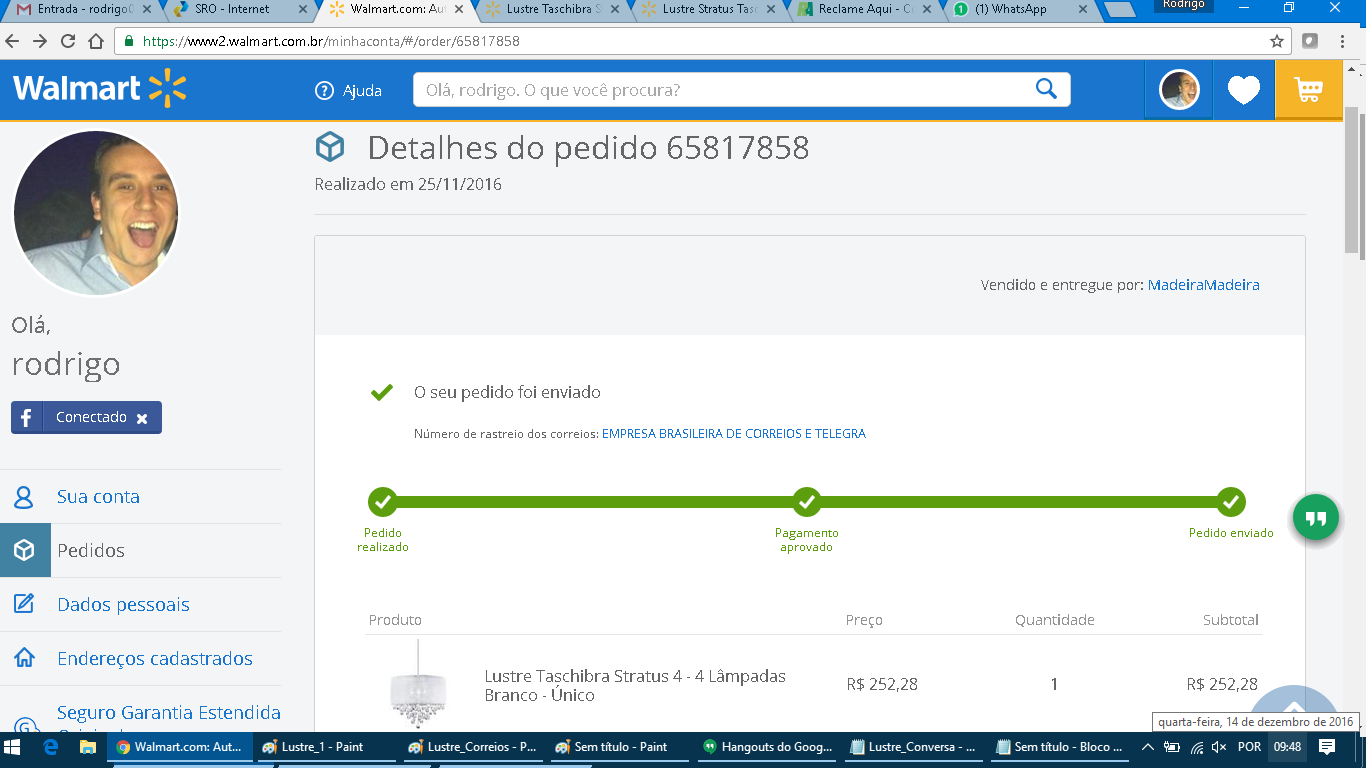 Entrada - rodrigo
SRO - Internet
Walmart.com: Aut
Lustre Taschibra S
Lustre Stratus Tas
Reclame Aqui - C
(1) WhatsApp
Rodrigo
https://www2.walmart.com.br/minhaconta/#/order/65817858
Walmart
Ajuda
Olá, rodrigo. O que você procura?
Detalhes do pedido 65817858
Realizado em 25/11/2016
Vendido e entregue por: MadeiraMadeira
Olá,
rodrigo
Conectado
O seu pedido foi enviado
Número de rastreio dos correios: EMPRESA BRASILEIRA DE CORREIOS E TELEGRA
Sua conta
Pedidos
Dados pessoais
Endereços cadastrados
Seguro Garantia Estendida
Pedido
realizado
Pagamento
aprovado
Pedido enviado
Produto Preço Quantidade Subtotal
Lustre Taschibra Stratus 4 - 4 Lâmpadas
Branco - Único
R$ 252,28 1 R$ 252,28
quarta-feira, 14 de dezembro de 2016
Walmart.com: Aut...
Lustre_1 - Paint
Lustre_Correios - P...
Sem título - Paint
Hangouts do Goog...
Lustre_Conversa - ...
Sem título - Bloco ...
POR
09:48